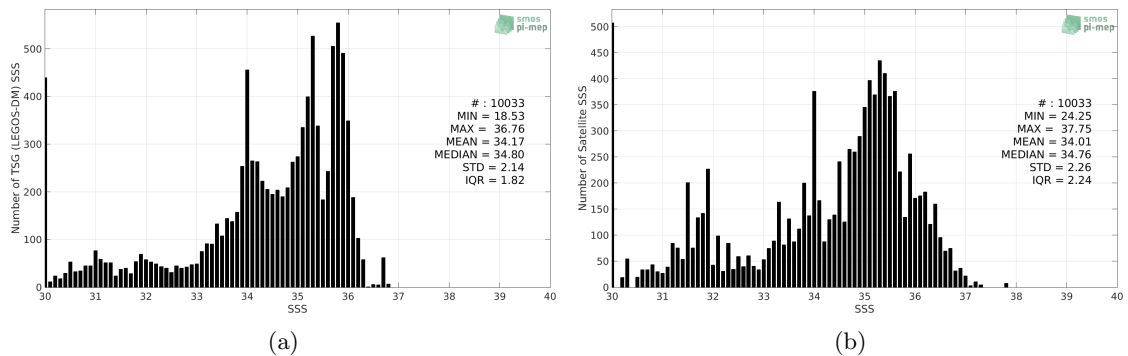 smos
pi-mep
Number of TSG (LEGOS-DM) SSS
500
400
300
200
100
0
# : 10033
MIN = 18.53
MAX = 36.76
MEAN = 34.17
MEDIAN = 34.80
STD = 2.14
IQR = 1.82
30 31 32 33 34 35 36 37 38 39 40
SSS
(a)
smos
pi-mep
Number of Satellite SSS
500
450
400
350
300
250
200
150
100
50
0
# : 10033
MIN = 24.25
MAX = 37.75
MEAN = 34.01
MEDIAN = 34.76
STD = 2.26
IQR = 2.24
30 31 32 33 34 35 36 37 38 39 40
SSS
(b)